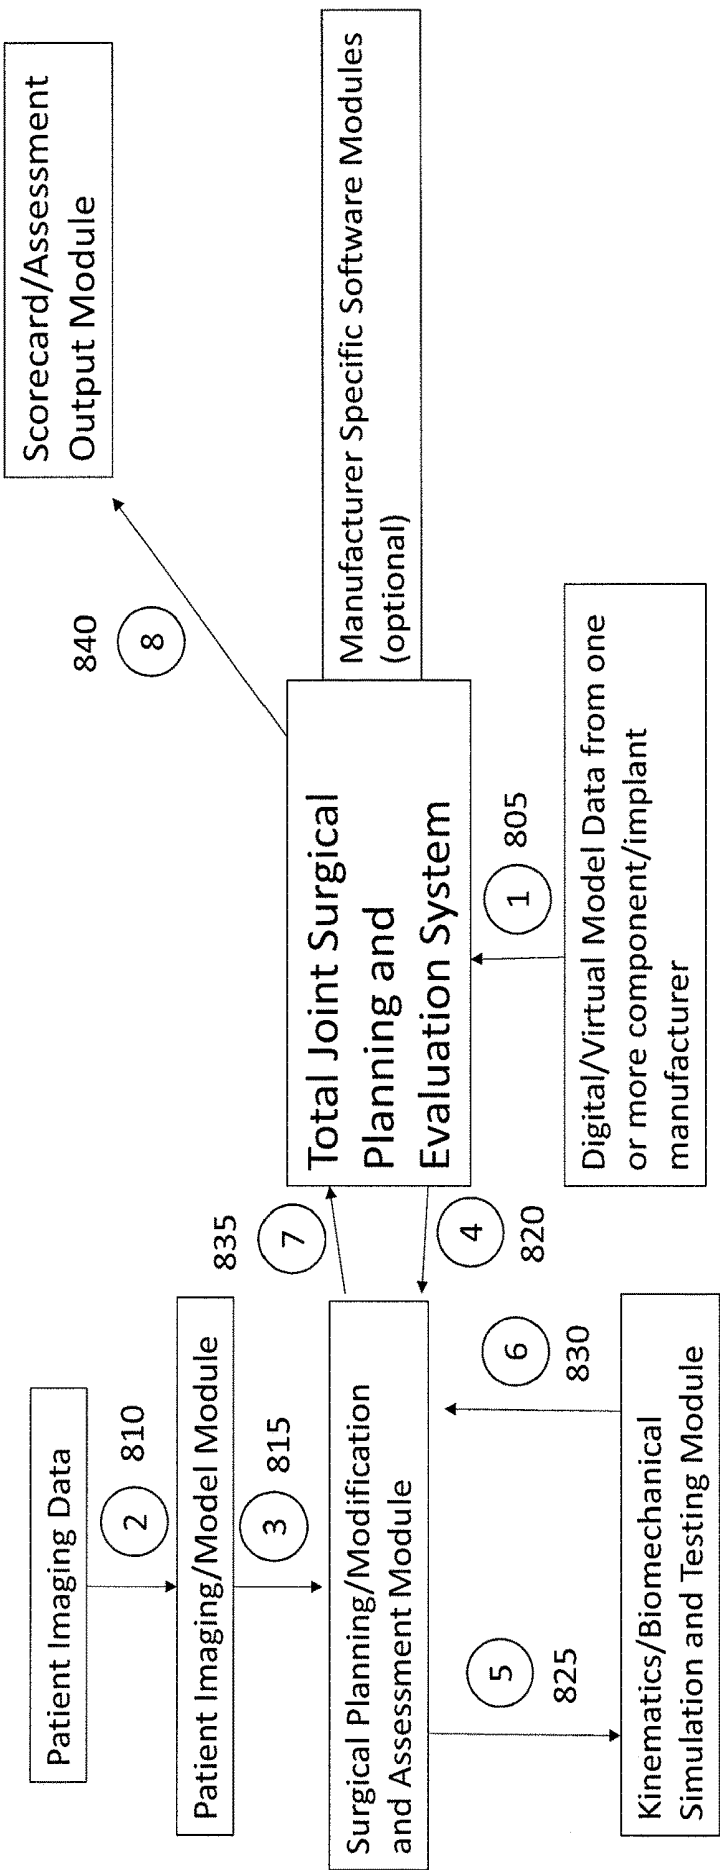 Patient Imaging Data
2
810
Patient Imaging/Model Module
3
815
Surgical Planning/Modification
and Assessment Module
5
825
6
830
Kinematics/Biomechanical
Simulation and Testing Module
835
7
4
820
Total Joint Surgical
Planning and
Evaluation System
1
805
Digital/Virtual Model Data from one
or more component/implant
manufacturer
840
8
Manufacturer Specific Software Modules
(optional)
Scorecard/Assessment
Output Module